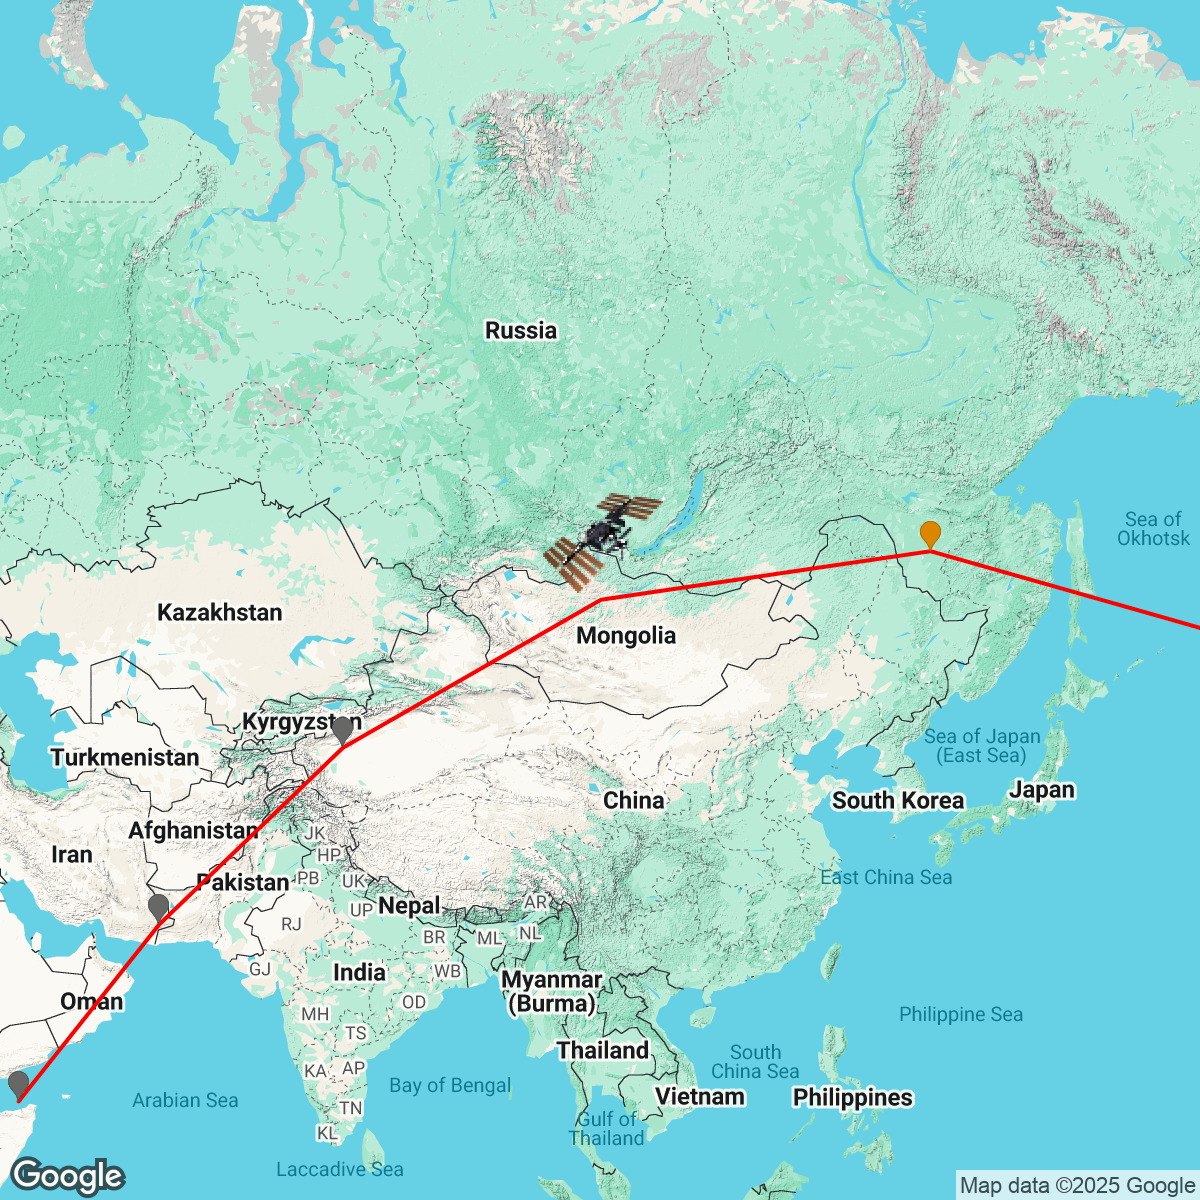 Russia
Sea of
Okhotsk
Kazakhstan
Mongolia
Kyrgyzstan
Turkmenistan
Sea of Japan
(East Sea)
Japan
China
South Korea
Afghanistan
JK
Iran
HP
Pakistan
PB
UK
East China Sea
Nepal
AR
UP
RJ
NL
BR
ML
GJ
India
WB
Myanmar
(Burma)
Oman
OD
MH
Philippine Sea
TS
Thailand
South
China Sea
KA
AP
Bay of Bengal
Arabian Sea
Vietnam
Philippines
TN
Gulf of
Thailand
KL
Laccadive Sea
Google
Map data ©2025 Google